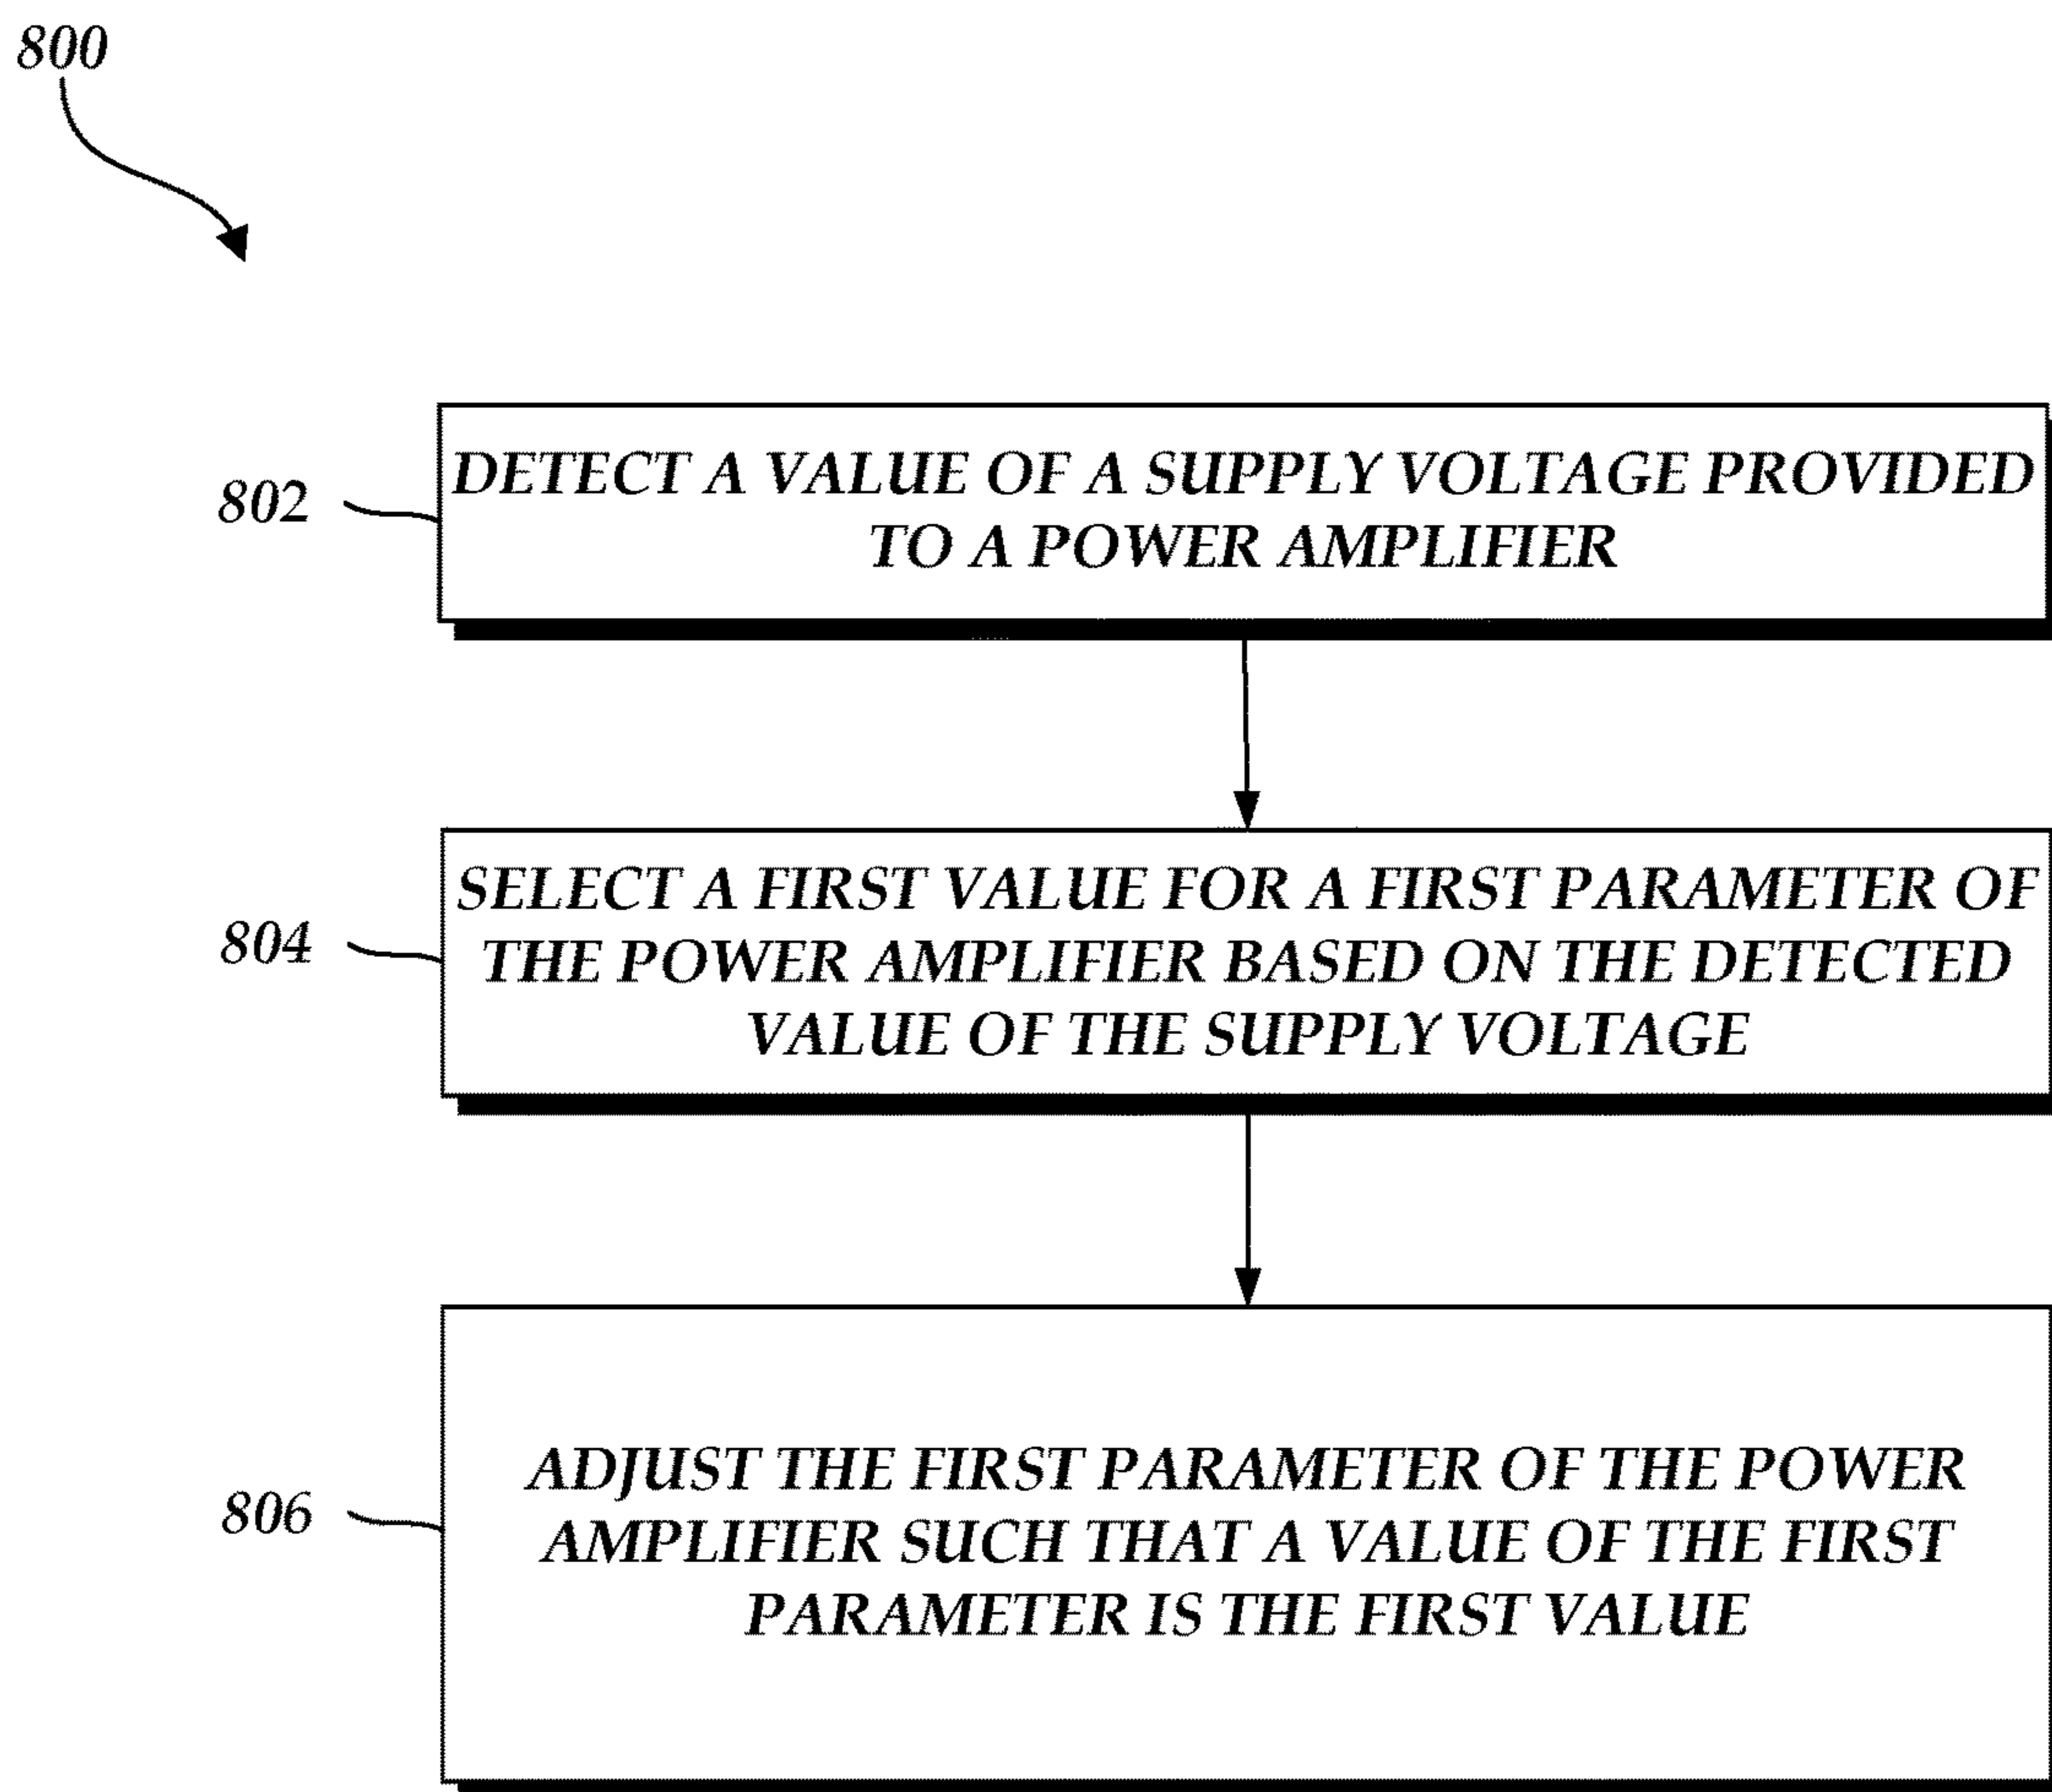 800
802
DETECT A VALUE OF A SUPPLY VOLTAGE PROVIDED
TO A POWER AMPLIFIER
804
SELECT A FIRST VALUE FOR A FIRST PARAMETER OF
THE POWER AMPLIFIER BASED ON THE DETECTED
VALUE OF THE SUPPLY VOLTAGE
806
ADJUST THE FIRST PARAMETER OF THE POWER
AMPLIFIER SUCH THAT A VALUE OF THE FIRST
PARAMETER IS THE FIRST VALUE